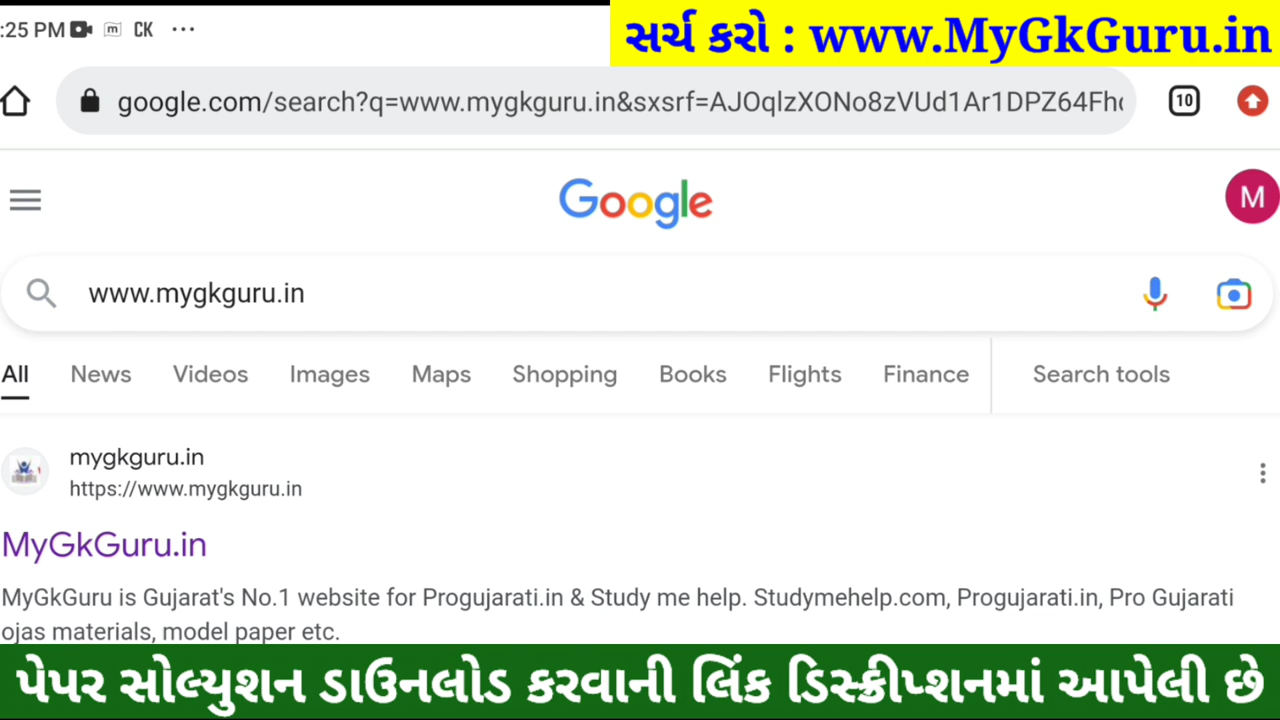 :25 PM m CK ...
સર્ચ કરો : www.MyGkGuru.in
google.com/search?q=www.mygkguru.in&sxsrf=AJOqlzXONo8zVUd1Ar1DPZ64Fh
10
Google
M
www.mygkguru.in
All News Videos Images Maps Shopping Books Flights Finance Search tools
mygkguru.in
https://www.mygkguru.in
MyGkGuru.in
MyGkGuru is Gujarat's No.1 website for Progujarati.in & Study me help. Studymehelp.com, Progujarati.in, Pro Gujarati
ojas materials, model paper etc.
પેપર સોલ્યુશન ડાઉનલોડ કરવાની લિંક ડિસ્ક્રીપ્શનમાં આપેલી છે